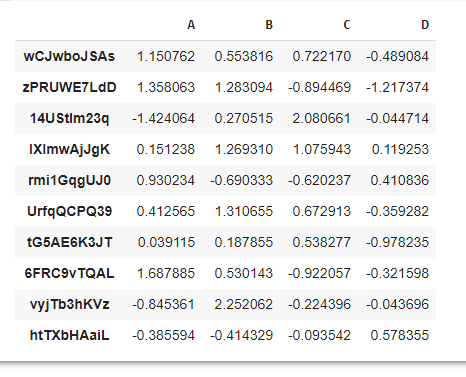 A B C D
wCJwboJSAs 1.150762 0.553816 0.722170 -0.489084
zPRUWE7LdD 1.358063 1.283094 -0.894469 -1.217374
14UStlm23q -1.424064 0.270515 2.080661 -0.044714
IXlmwAjJgK 0.151238 1.269310 1.075943 0.119253
rmi1GqgUJ0 0.930234 -0.690333 -0.620237 0.410836
UrfqQCPQ39 0.412565 1.310655 0.672913 -0.359282
tG5AE6K3JT 0.039115 0.187855 0.538277 -0.978235
6FRC9vTQAL 1.687885 0.530143 -0.922057 -0.321598
vyjTb3hKVz -0.845361 2.252062 -0.224396 -0.043696
htTXbHAaiL -0.385594 -0.414329 -0.093542 0.578355